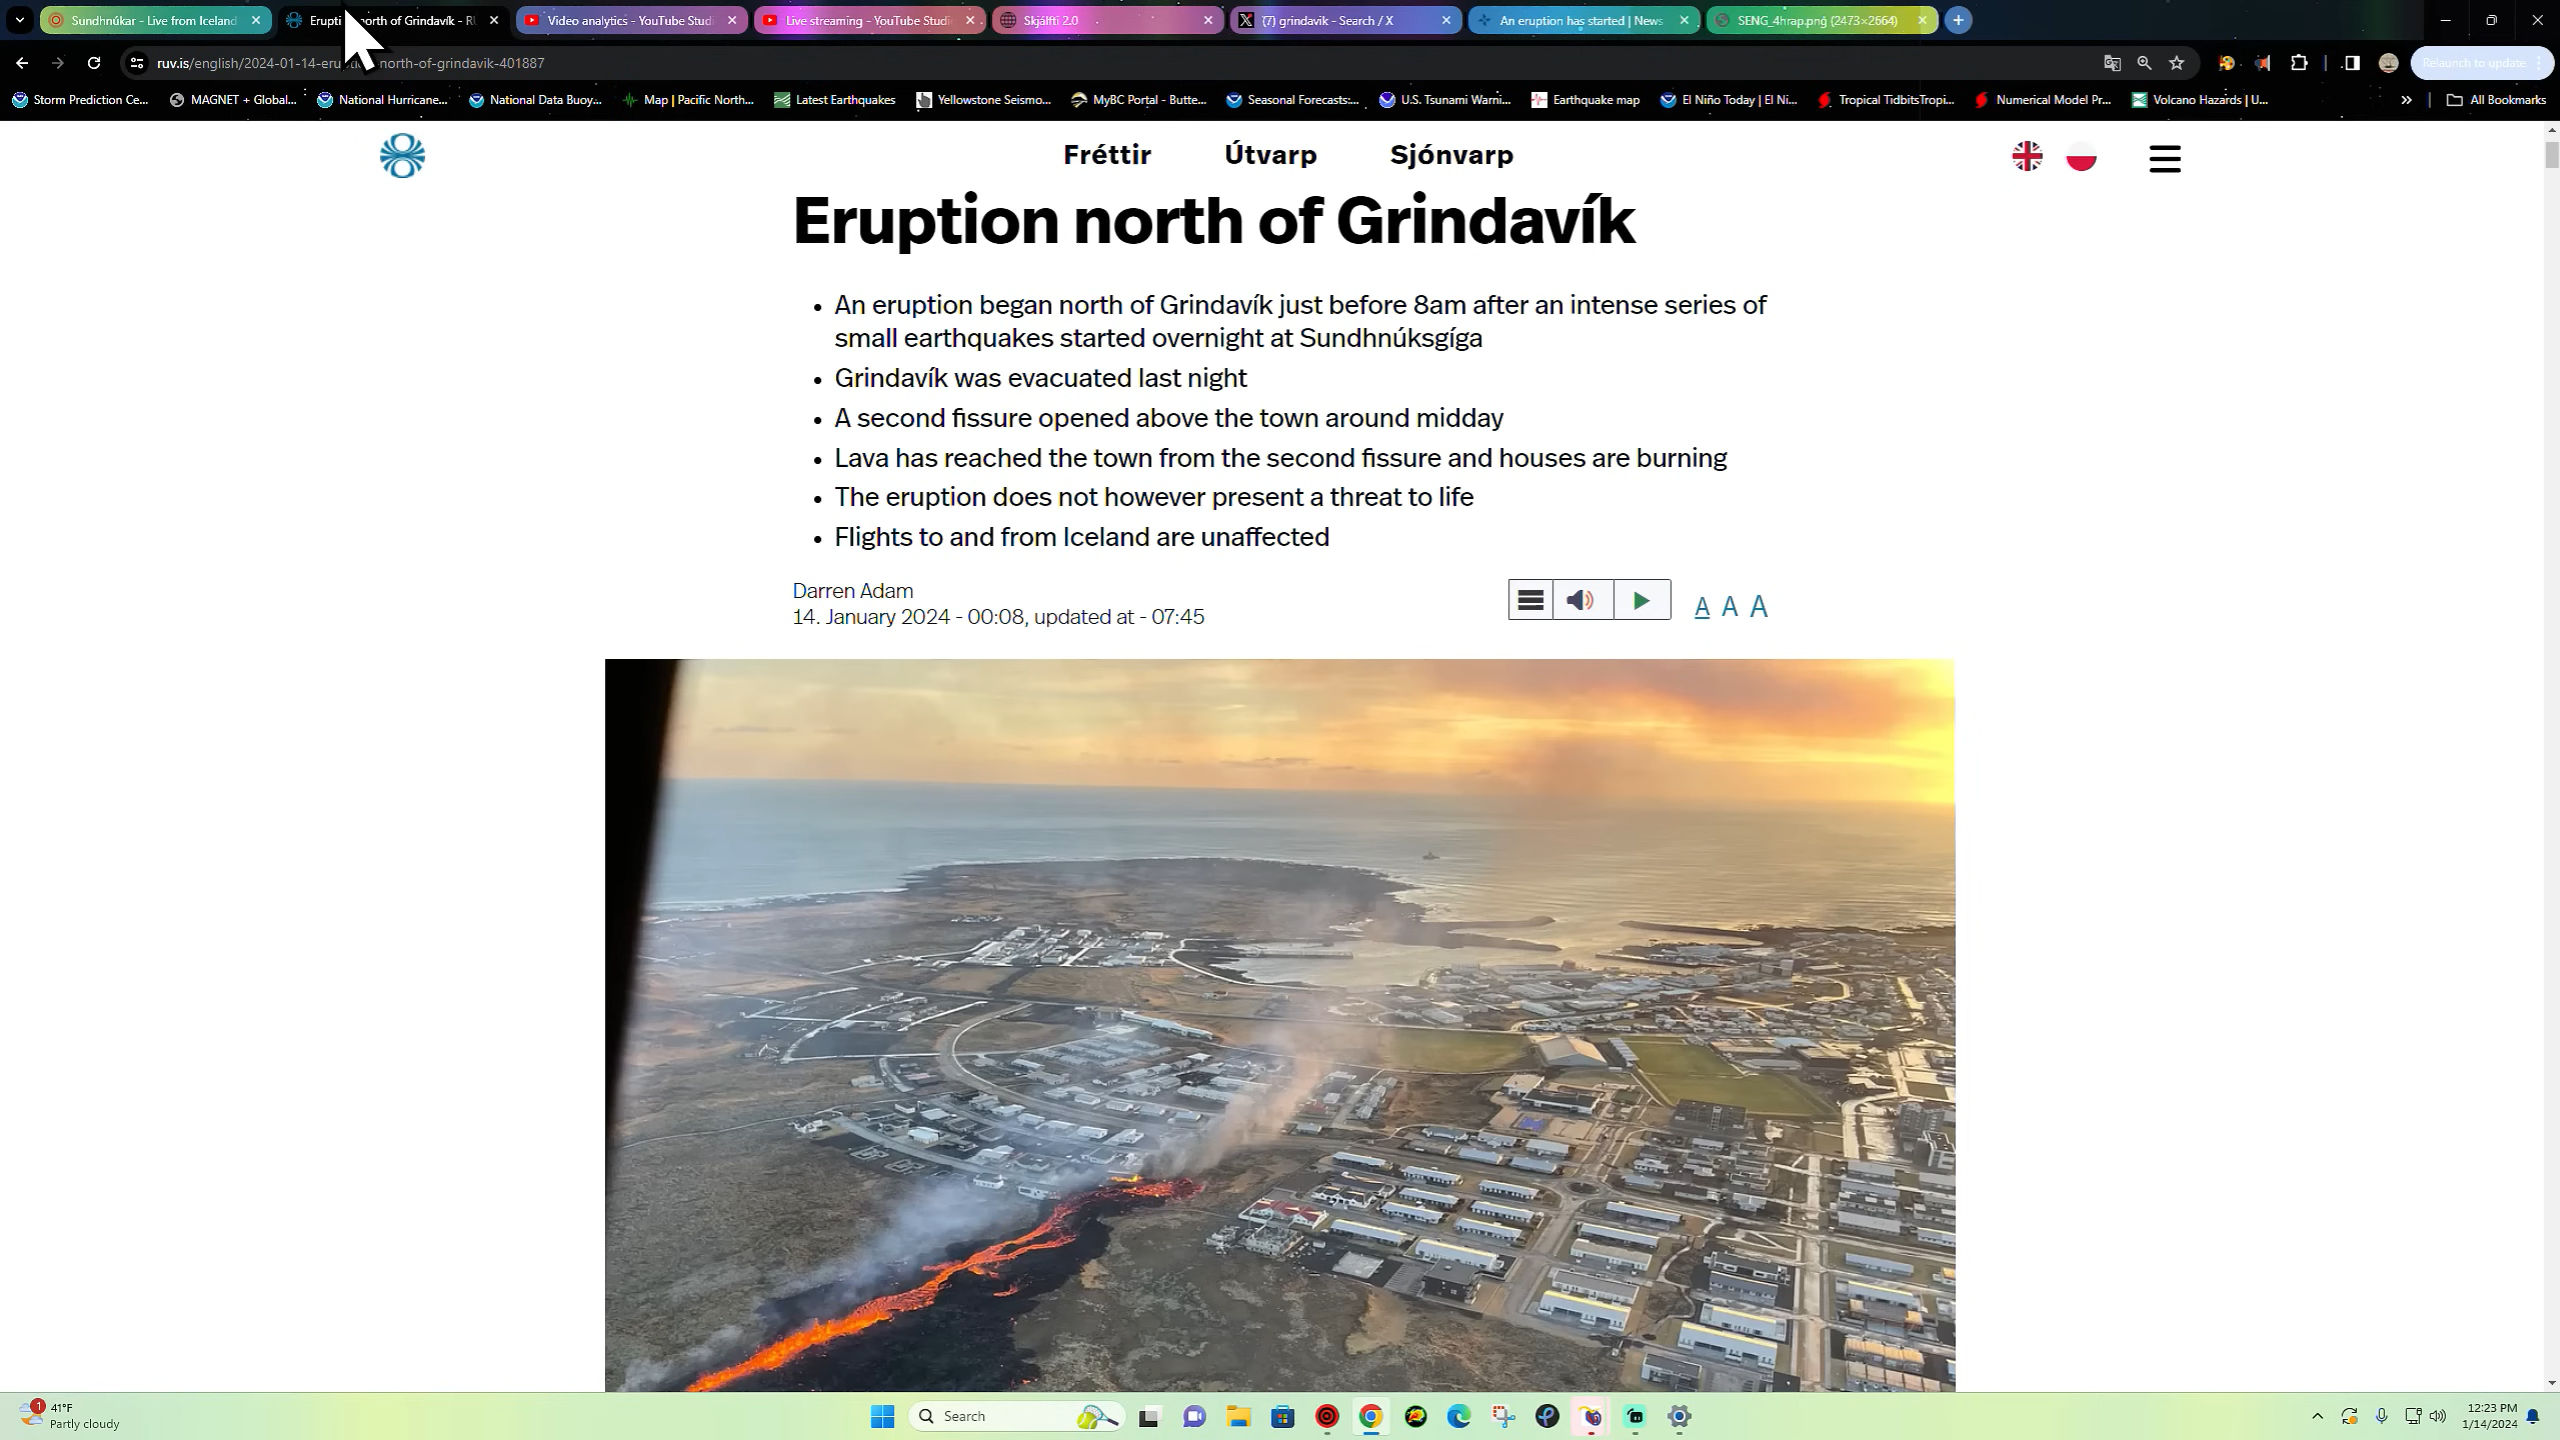 Sundhnúkar - Live from Iceland
north of Grindavík - RÚ
Video analytics - YouTube Studi
Live streaming - YouTube Studi
Skjálfti 2.0
(7) grindavik - Search / X
An eruption has started | News
SENG_4hrap.png (2473×2664)
ruv.is/english/2024-01-14-eru north-of-grindavik-401887
Relaunch to update
Storm Prediction Ce...
MAGNET + Global...
National Hurricane...
National Data Buoy...
Map | Pacific North...
Latest Earthquakes
Yellowstone Seismo...
MyBC Portal - Butte...
Seasonal Forecasts:...
U.S. Tsunami Warni...
Earthquake map
El Niño Today | El Ni...
Tropical TidbitsTropi...
Numerical Model Pr...
Volcano Hazards | U...
All Bookmarks
Fréttir Útvarp Sjónvarp
Eruption north of Grindavík
• An eruption began north of Grindavík just before 8am after an intense series of
small earthquakes started overnight at Sundhnúksgíga
• Grindavík was evacuated last night
• A second fissure opened above the town around midday
• Lava has reached the town from the second fissure and houses are burning
• The eruption does not however present a threat to life
• Flights to and from Iceland are unaffected
Darren Adam
14. January 2024 - 00:08, updated at - 07:45
A A A
1
41°F
Partly cloudy
Search
12:23 PM
1/14/2024